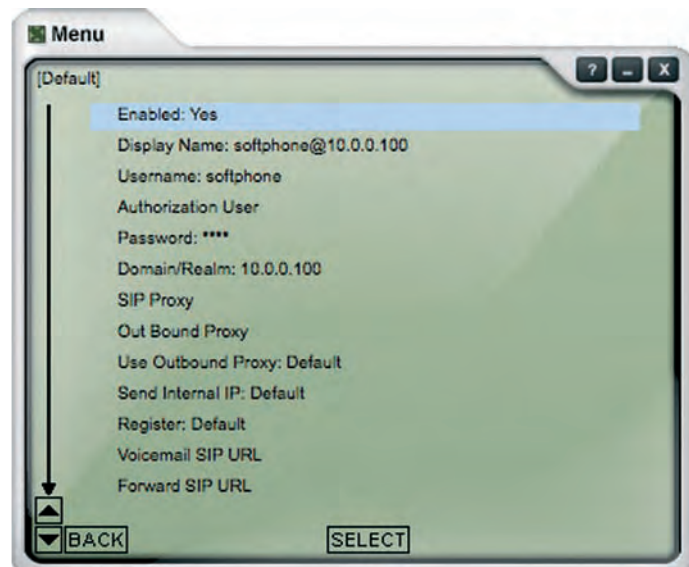 Menu
? – X
[Default]
Enabled: Yes
Display Name: softphone@10.0.0.100
Username: softphone
Authorization User
Password: ****
Domain/Realm: 10.0.0.100
SIP Proxy
Out Bound Proxy
Use Outbound Proxy: Default
Send Internal IP: Default
Register: Default
Voicemail SIP URL
Forward SIP URL
BACK SELECT